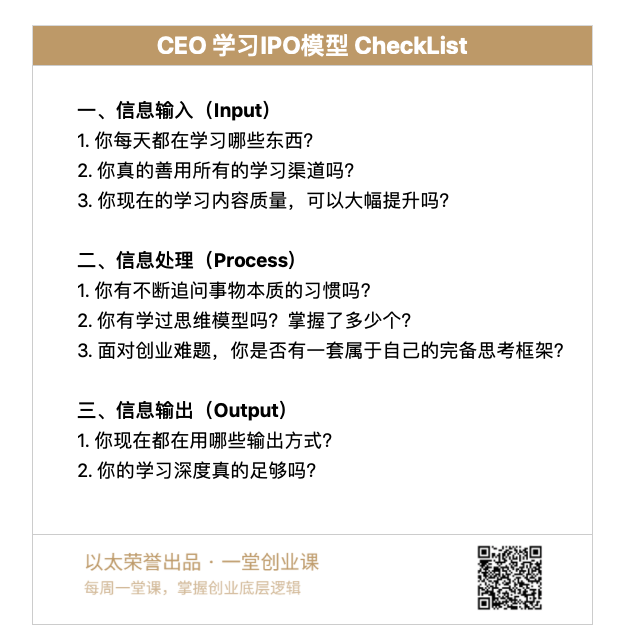 CEO 学习IPO模型 CheckList
一、信息输入（Input）
1. 你每天都在学习哪些东西？
2. 你真的善用所有的学习渠道吗？
3. 你现在的学习内容质量，可以大幅提升吗？
二、信息处理（Process）
1. 你有不断追问事物本质的习惯吗？
2. 你有学过思维模型吗？掌握了多少个？
3. 面对创业难题，你是否有一套属于自己的完备思考框架？
三、信息输出（Output）
1. 你现在都在用哪些输出方式？
2. 你的学习深度真的足够吗？
以太荣誉出品 · 一堂创业课
每周一堂课，掌握创业底层逻辑